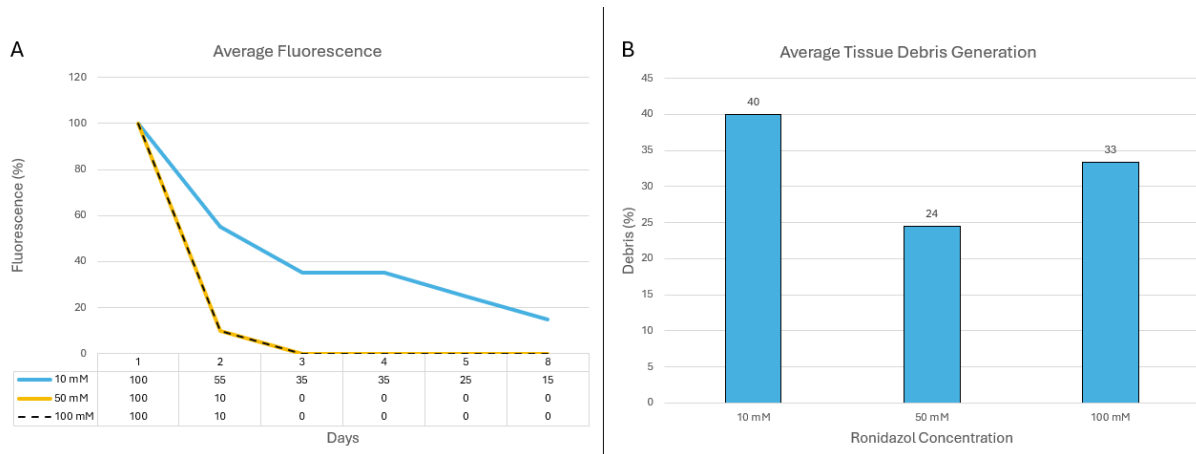 A
Average Fluorescence
Fluorescence (%)
120
100
80
60
40
20
0
1 2 3 4 5 8
10 mM 100 55 35 35 25 15
50 mM 100 10 0 0 0 0
100 mM 100 10 0 0 0 0
Days
B
Average Tissue Debris Generation
Debris (%)
45
40
35
30
25
20
15
10
5
0
40
24
33
10 mM 50 mM 100 mM
Ronidazol Concentration